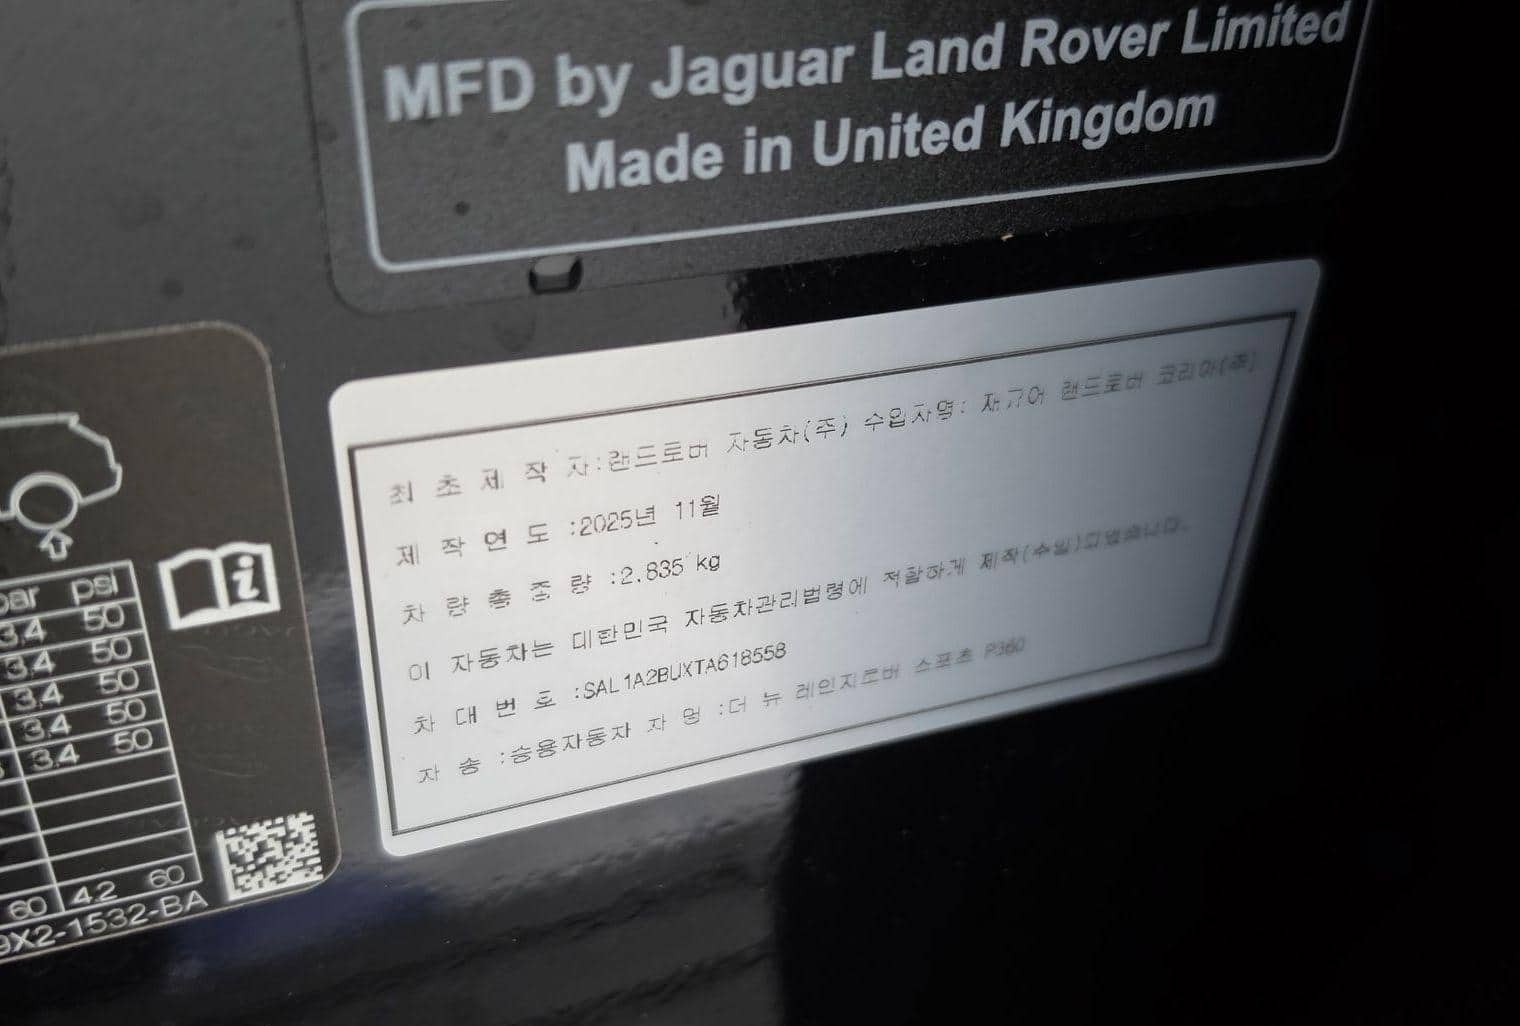 MFD by Jaguar Land Rover Limited
Made in United Kingdom
최 초 제 작 자:랜드로버 자동차(주) 수입자명: 재규어 랜드로버 코리아(주)
제 작 연 도 :2025년 11월
차 량 총 중 량 :2.835 kg
이 자동차는 대한민국 자동차관리법령에 적합하게 제작(수입)되었습니다.
차 대 번 호 :SAL1A2BUXTA618558
차 종 :승용자동차 차 명 :더 뉴 레인지로버 스포츠 P360
bar psi
3.4 50
3.4 50
3.4 50
3.4 50
3.4 50
60 4.2 60
9X2-1532-BA